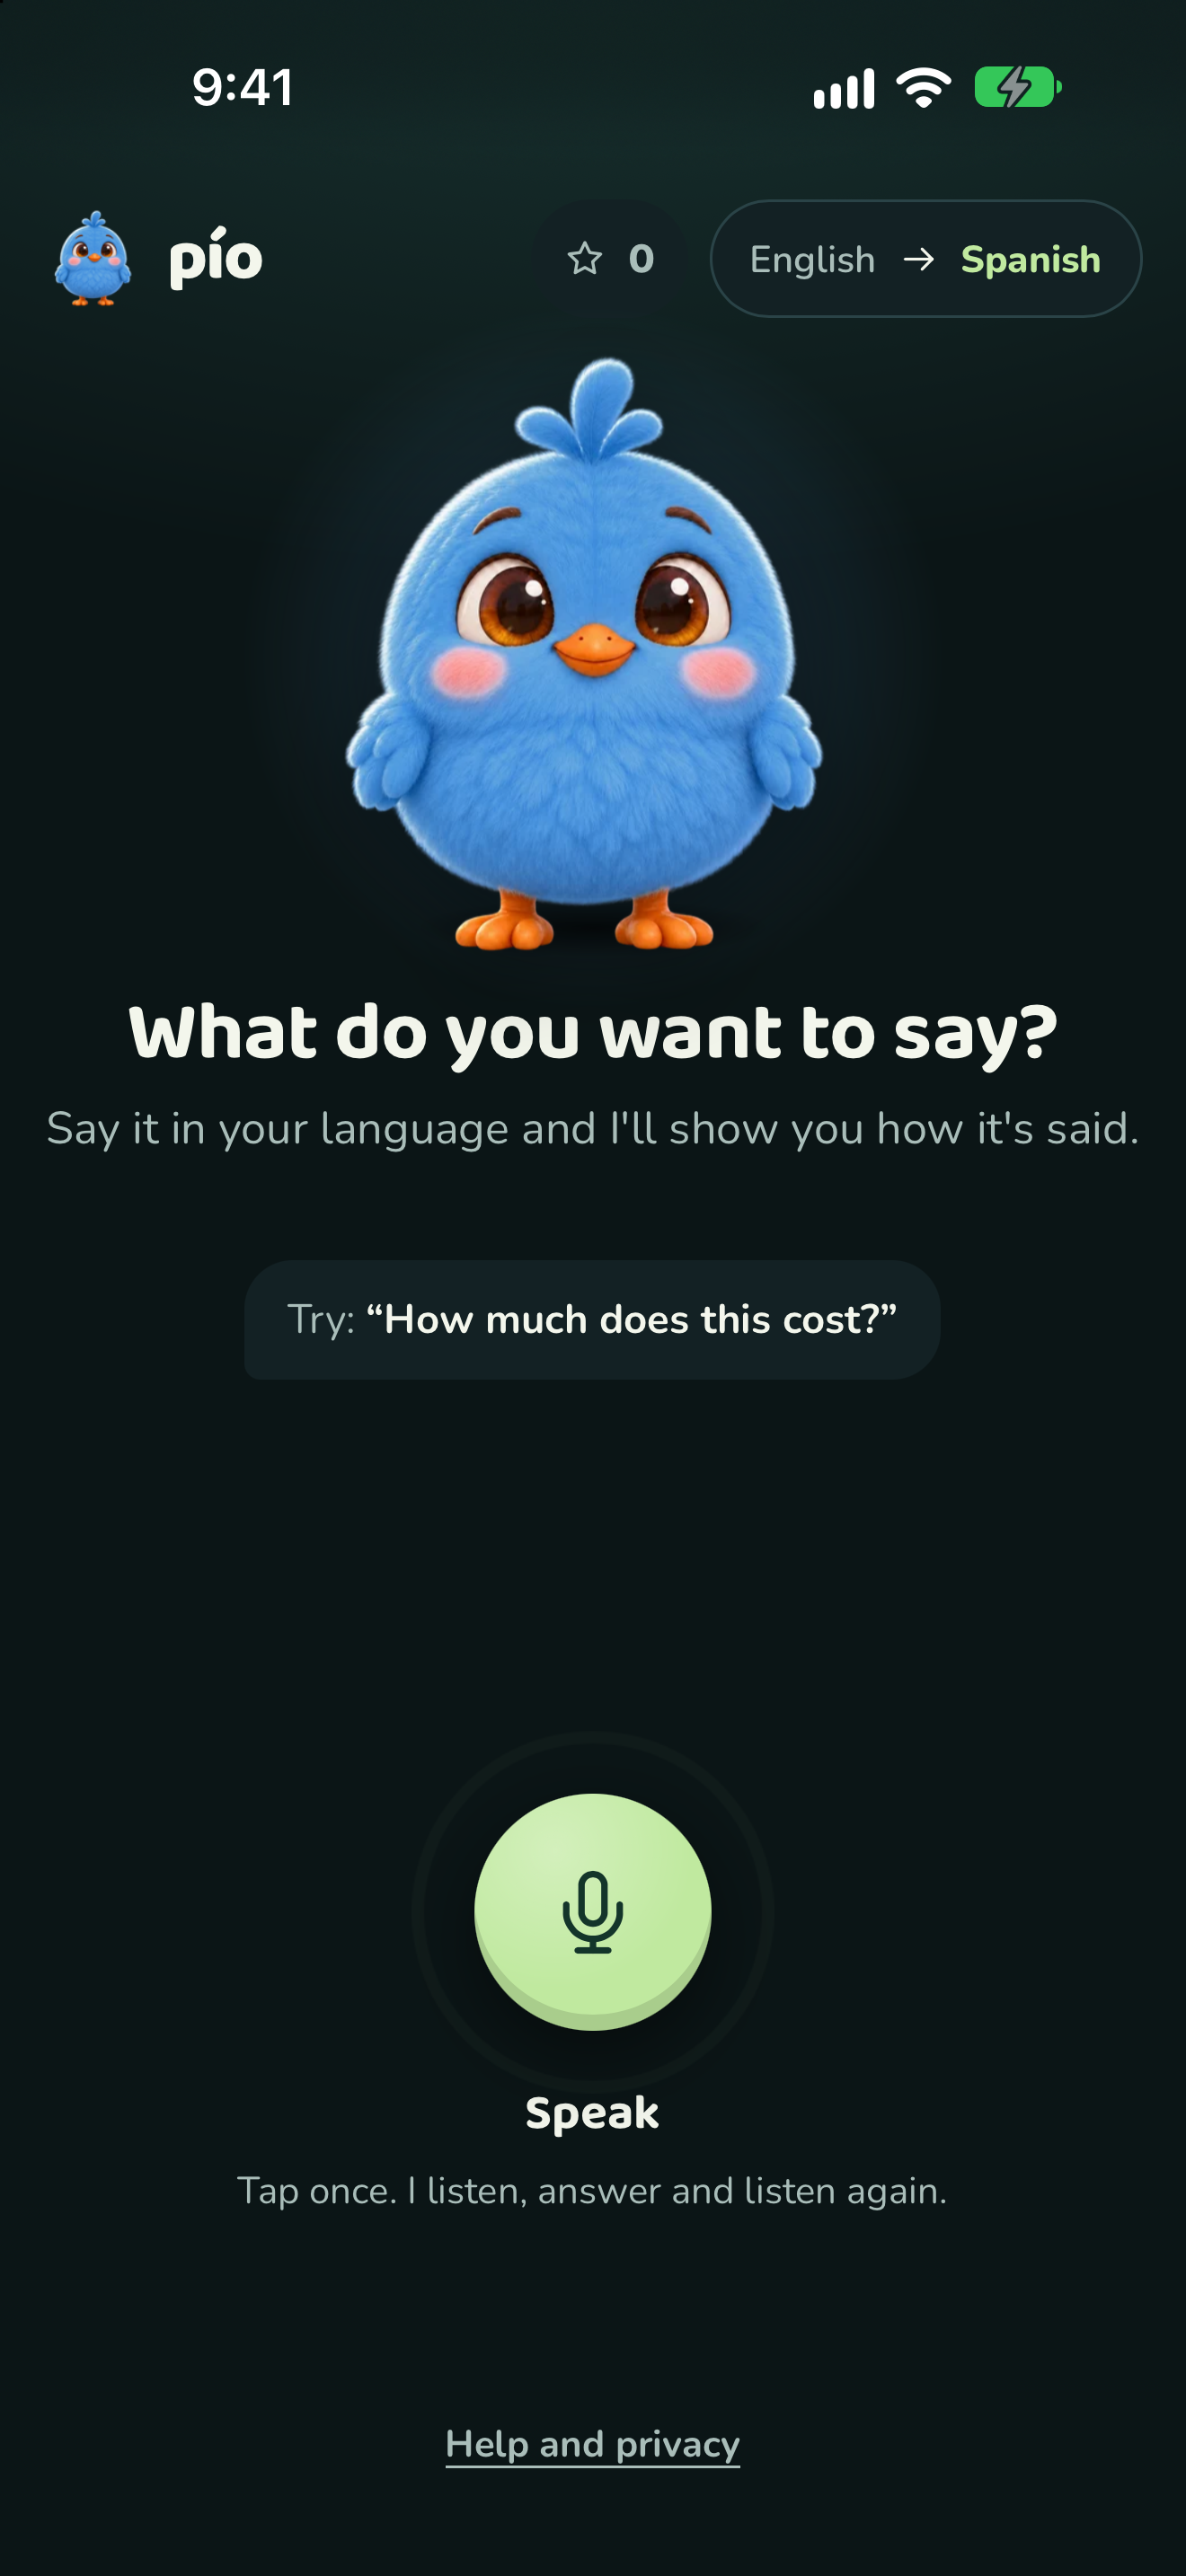 9:41
pío
0
English → Spanish
What do you want to say?
Say it in your language and I'll show you how it's said.
Try: “How much does this cost?”
Speak
Tap once. I listen, answer and listen again.
Help and privacy